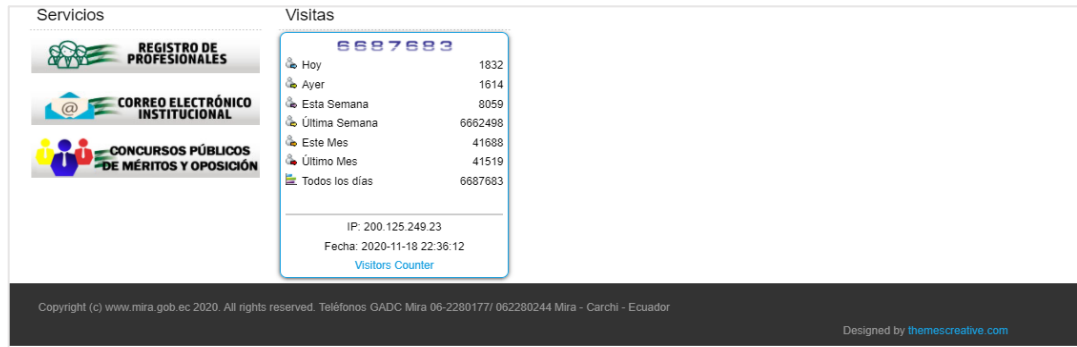 Servicios
REGISTRO DE
PROFESIONALES
@ CORREO ELECTRÓNICO
INSTITUCIONAL
CONCURSOS PÚBLICOS
DE MÉRITOS Y OPOSICIÓN
Visitas
6687683
Hoy 1832
Ayer 1614
Esta Semana 8059
Última Semana 6662498
Este Mes 41688
Último Mes 41519
Todos los días 6687683
IP: 200.125.249.23
Fecha: 2020-11-18 22:36:12
Visitors Counter
Copyright (c) www.mira.gob.ec 2020. All rights reserved. Teléfonos GADC Mira 06-2280177/ 062280244 Mira - Carchi - Ecuador
Designed by themescreative.com